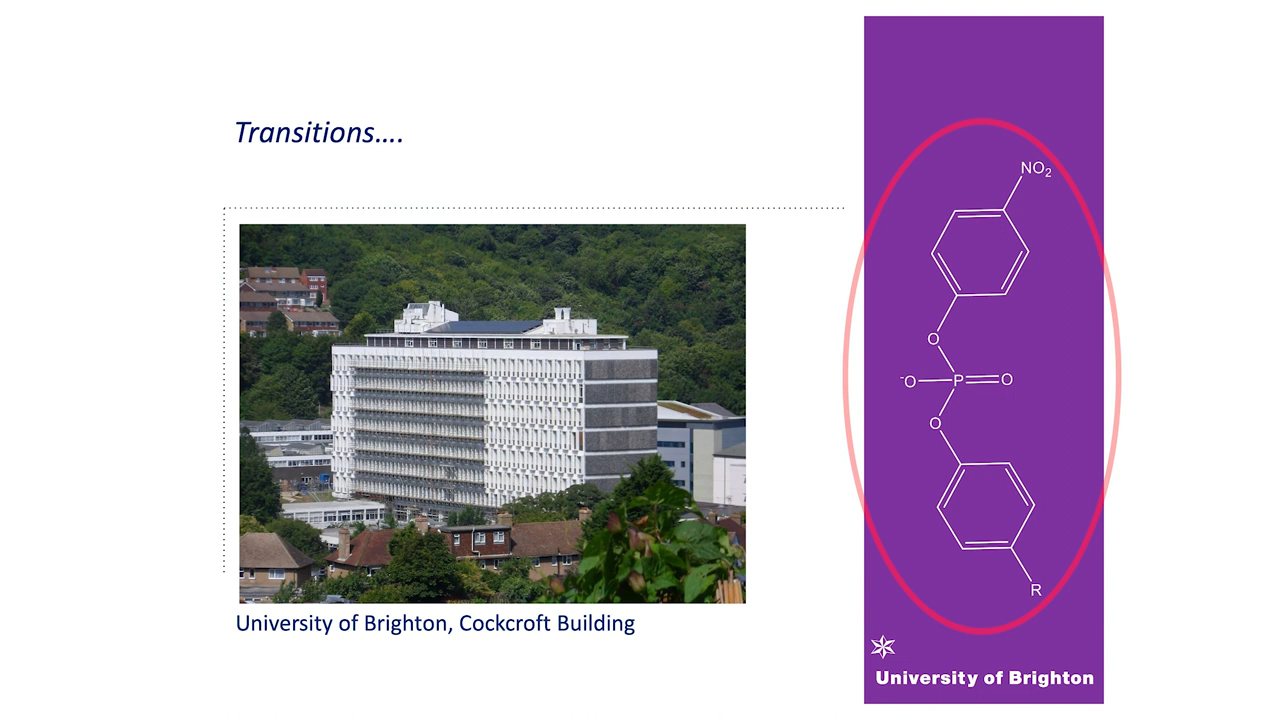 Transitions....
University of Brighton, Cockcroft Building
NO₂
O
⁻O P O
O
R
University of Brighton